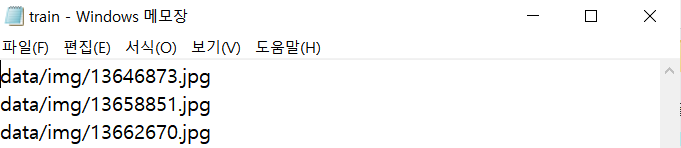 train - Windows 메모장
파일(F) 편집(E) 서식(O) 보기(V) 도움말(H)
data/img/13646873.jpg
data/img/13658851.jpg
data/img/13662670.jpg